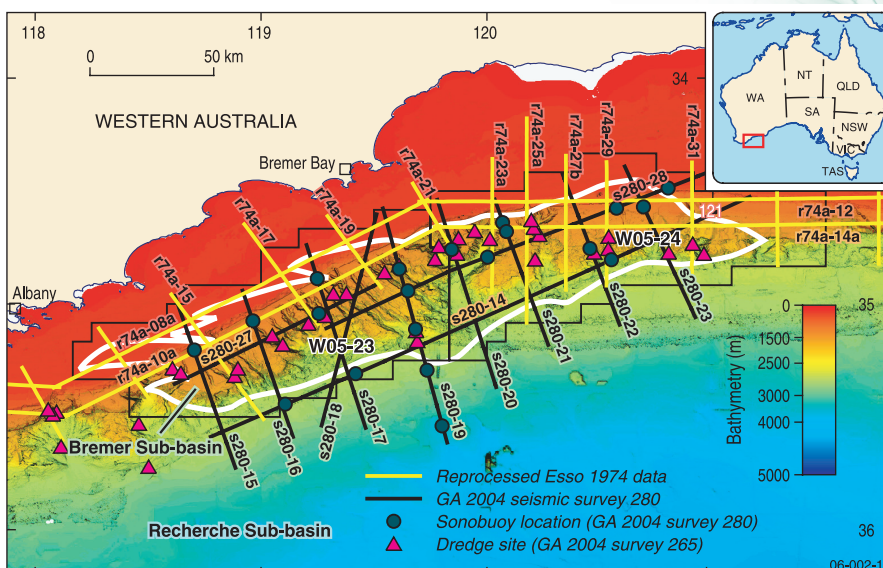 118
119
120
0
50 km
34
WESTERN AUSTRALIA
Bremer Bay
Albany
r74a-15
r74a-17
r74a-19
r74a-21
r74a-23a
r74a-25a
r74a-27b
r74a-29
r74a-31
s280-28
121
r74a-12
r74a-14a
W05-24
r74a-08a
r74a-10a
s280-27
W05-23
s280-14
s280-23
s280-22
s280-21
s280-20
s280-19
s280-17
s280-18
s280-16
s280-15
Bremer Sub-basin
Recherche Sub-basin
35
36
0
1500
2500
3000
4000
5000
Bathymetry (m)
Reprocessed Esso 1974 data
GA 2004 seismic survey 280
Sonobuoy location (GA 2004 survey 280)
Dredge site (GA 2004 survey 265)
WA
NT
QLD
SA
NSW
VIC
TAS
06-002-1